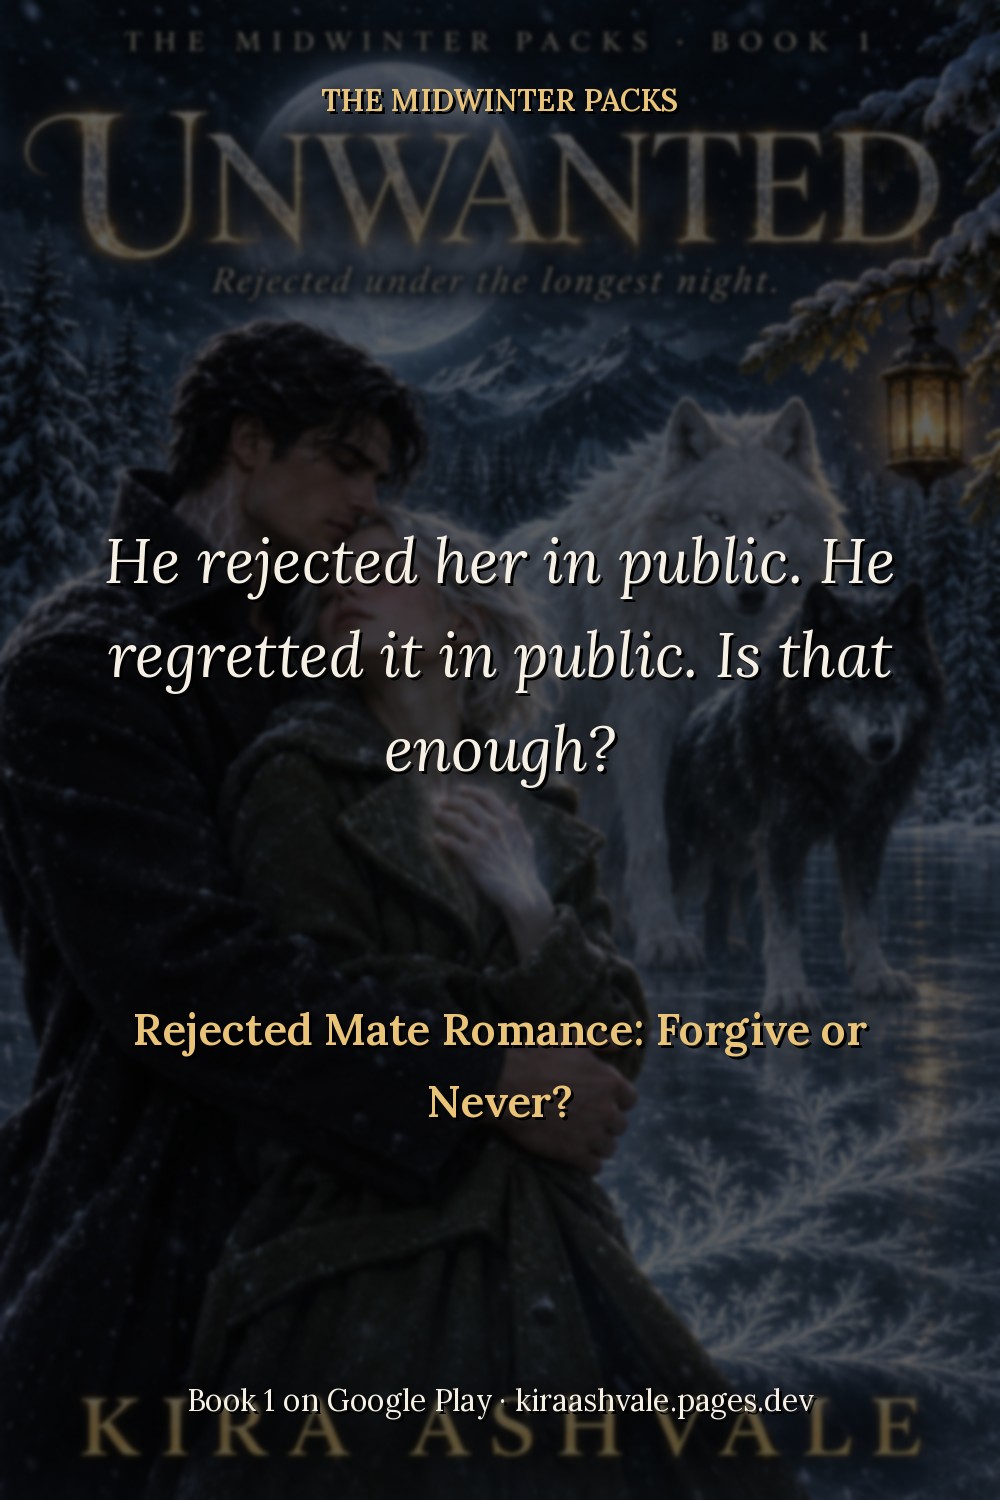 THE MIDWINTER PACKS · BOOK 1
THE MIDWINTER PACKS
UNWANTED
Rejected under the longest night.
He rejected her in public. He
regretted it in public. Is that
enough?
Rejected Mate Romance: Forgive or
Never?
Book 1 on Google Play · kiraashvale.pages.dev
KIRA ASHVALE